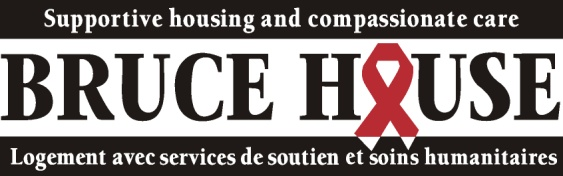 Supportive housing and compassionate care
BRUCE HOUSE
Logement avec services de soutien et soins humanitaires